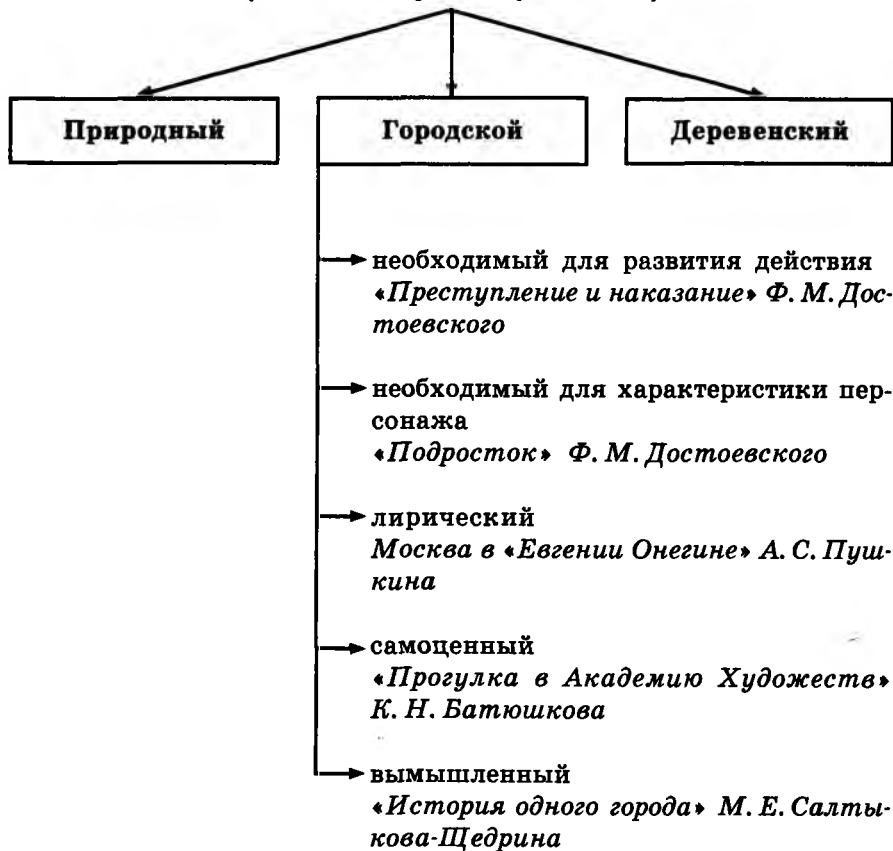 Природный
Городской
Деревенский
необходимый для развития действия
«Преступление и наказание» Ф. М. Дос-
тоевского
необходимый для характеристики пер-
сонажа
«Подросток» Ф. М. Достоевского
лирический
Москва в «Евгении Онегине» А. С. Пуш-
кина
самоценный
«Прогулка в Академию Художеств»
К. Н. Батюшкова
вымышленный
«История одного города» М. Е. Салты-
кова-Щедрина